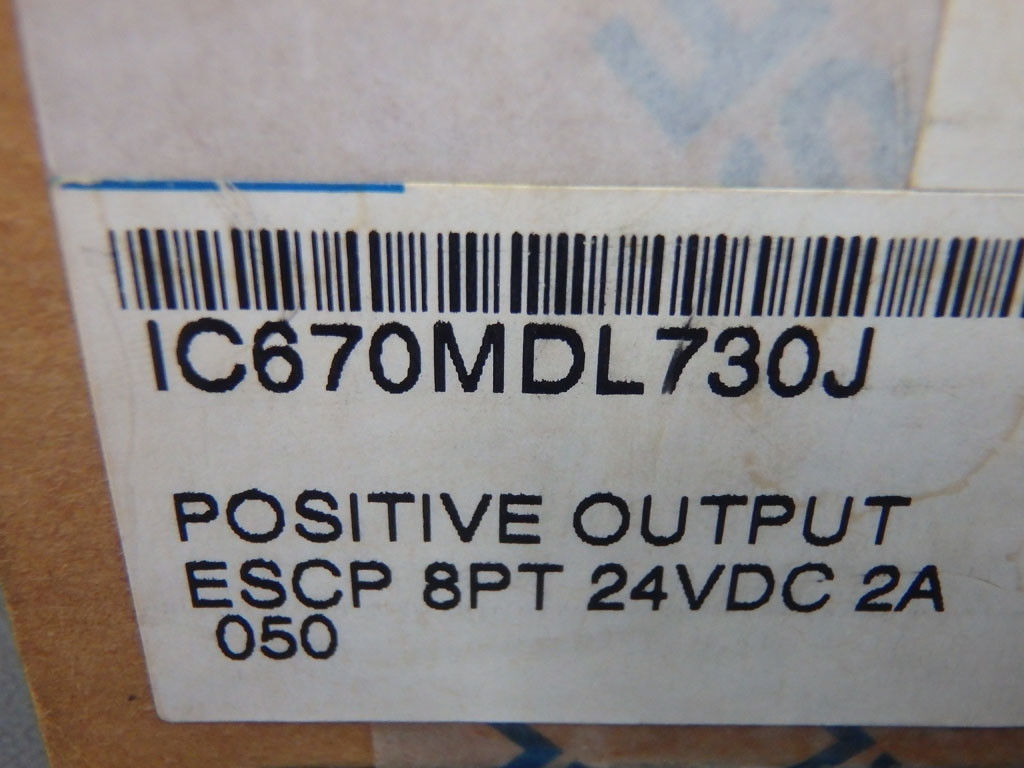 IC670MDL730J
POSITIVE OUTPUT
ESCP 8PT 24VDC 2A
050